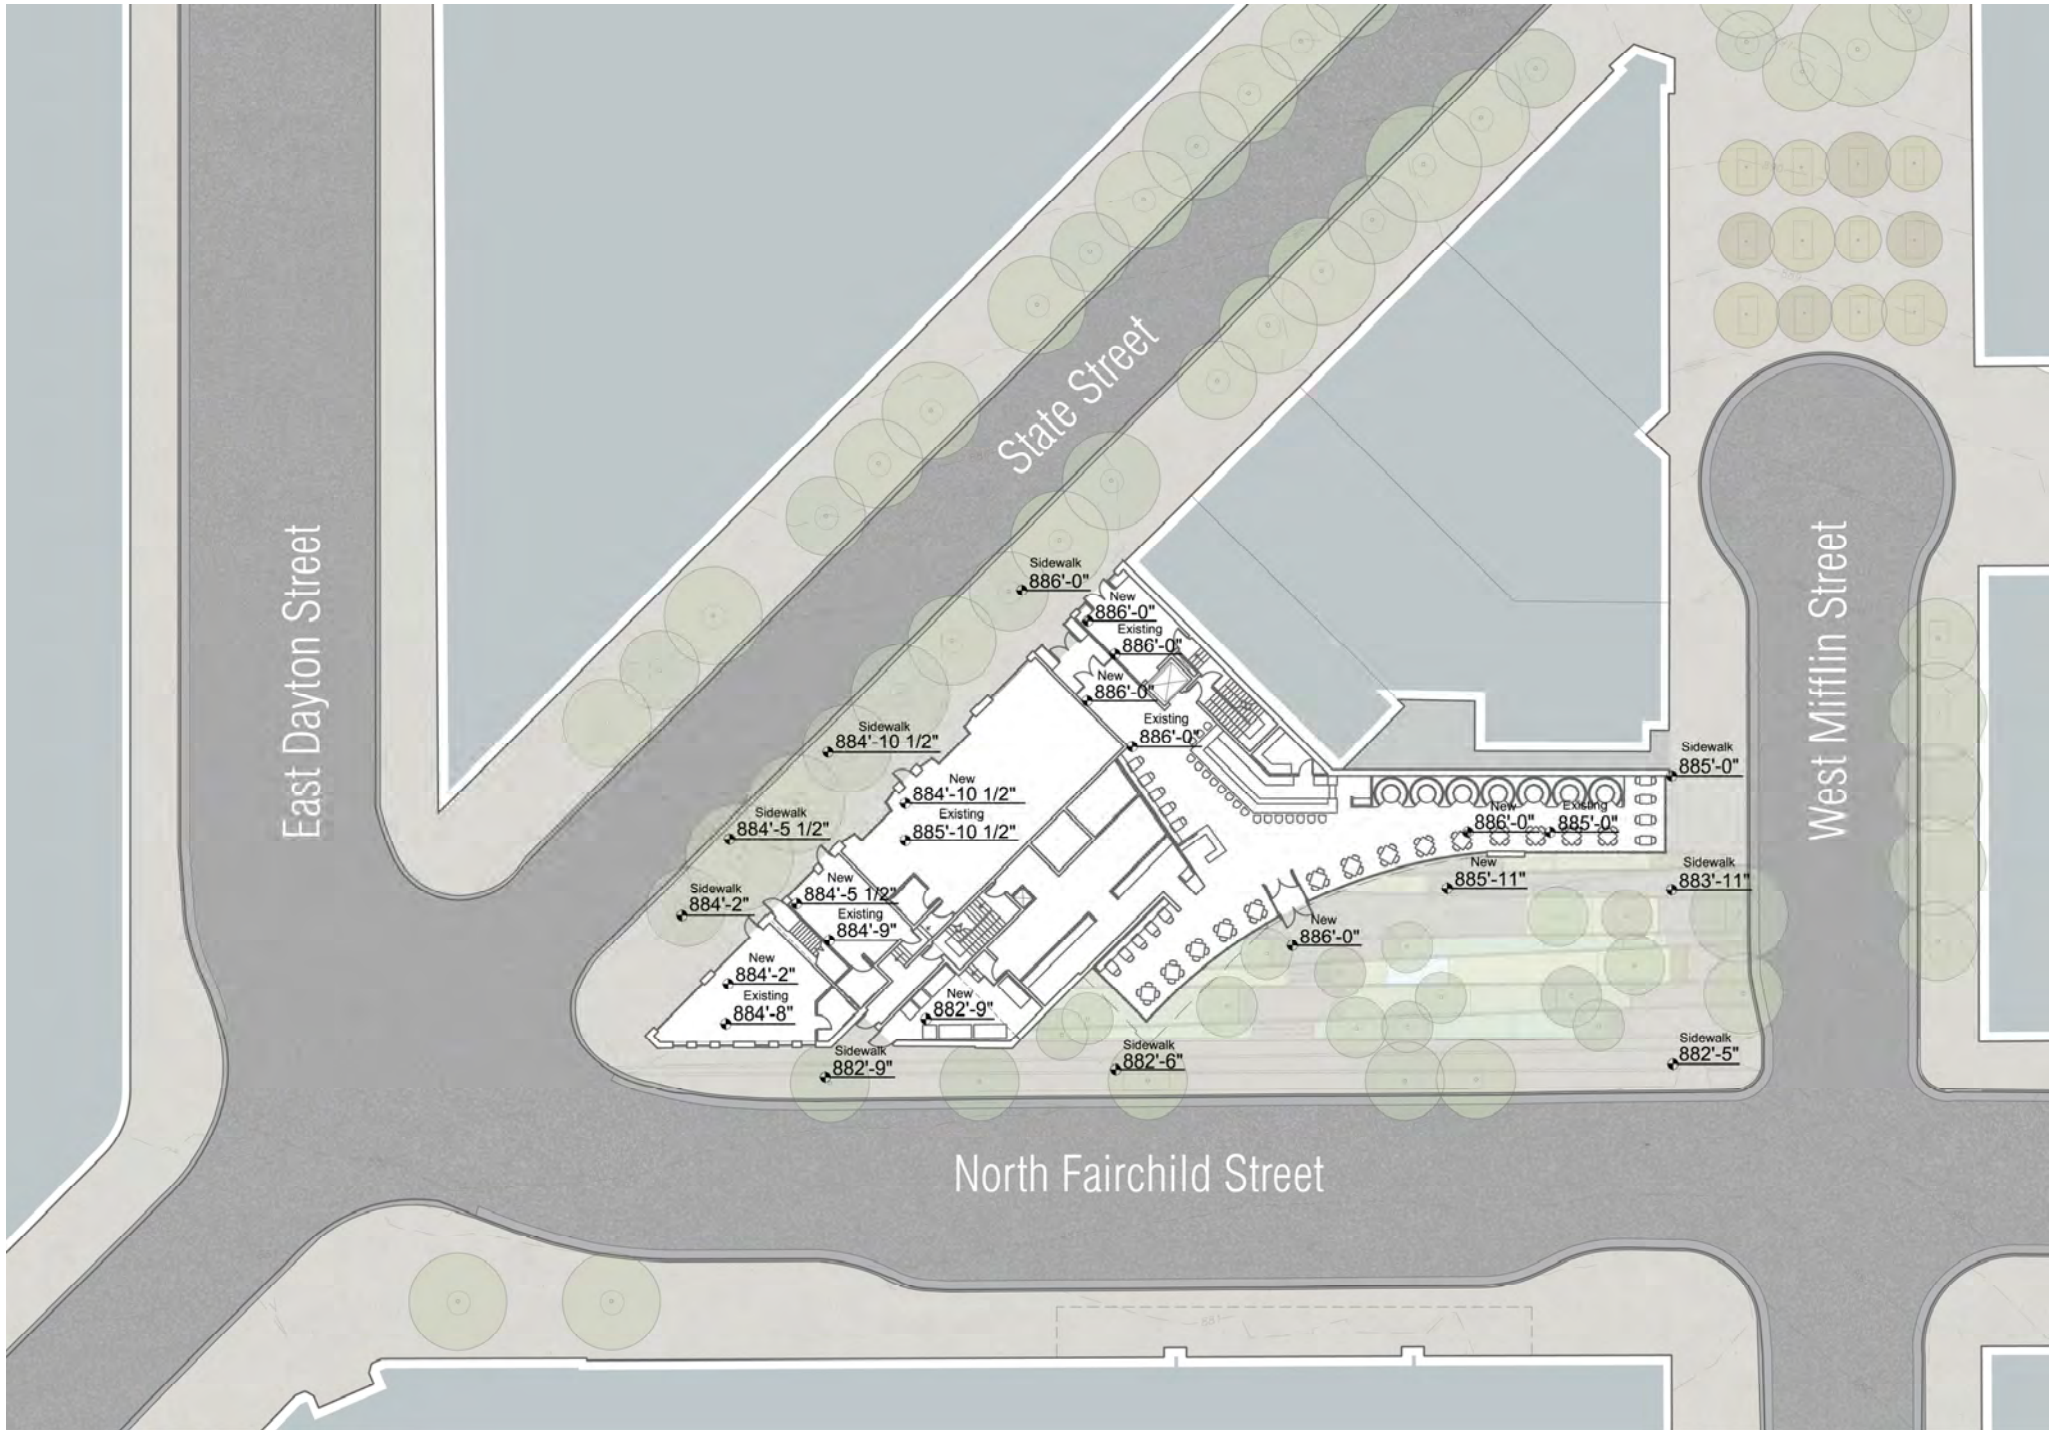 State Street
East Dayton Street
West Mifflin Street
North Fairchild Street
Sidewalk
886'-0"
New
886'-0"
Existing
886'-0"
New
886'-0"
Existing
886'-0"
Sidewalk
884'-10 1/2"
New
884'-10 1/2"
Existing
885'-10 1/2"
Sidewalk
884'-5 1/2"
New
884'-5 1/2"
Existing
884'-9"
Sidewalk
884'-2"
New
884'-2"
Existing
884'-8"
New
882'-9"
Sidewalk
882'-9"
Sidewalk
882'-6"
Sidewalk
885'-0"
New
886'-0"
Existing
885'-0"
New
885'-11"
Sidewalk
883'-11"
New
886'-0"
Sidewalk
882'-5"
881